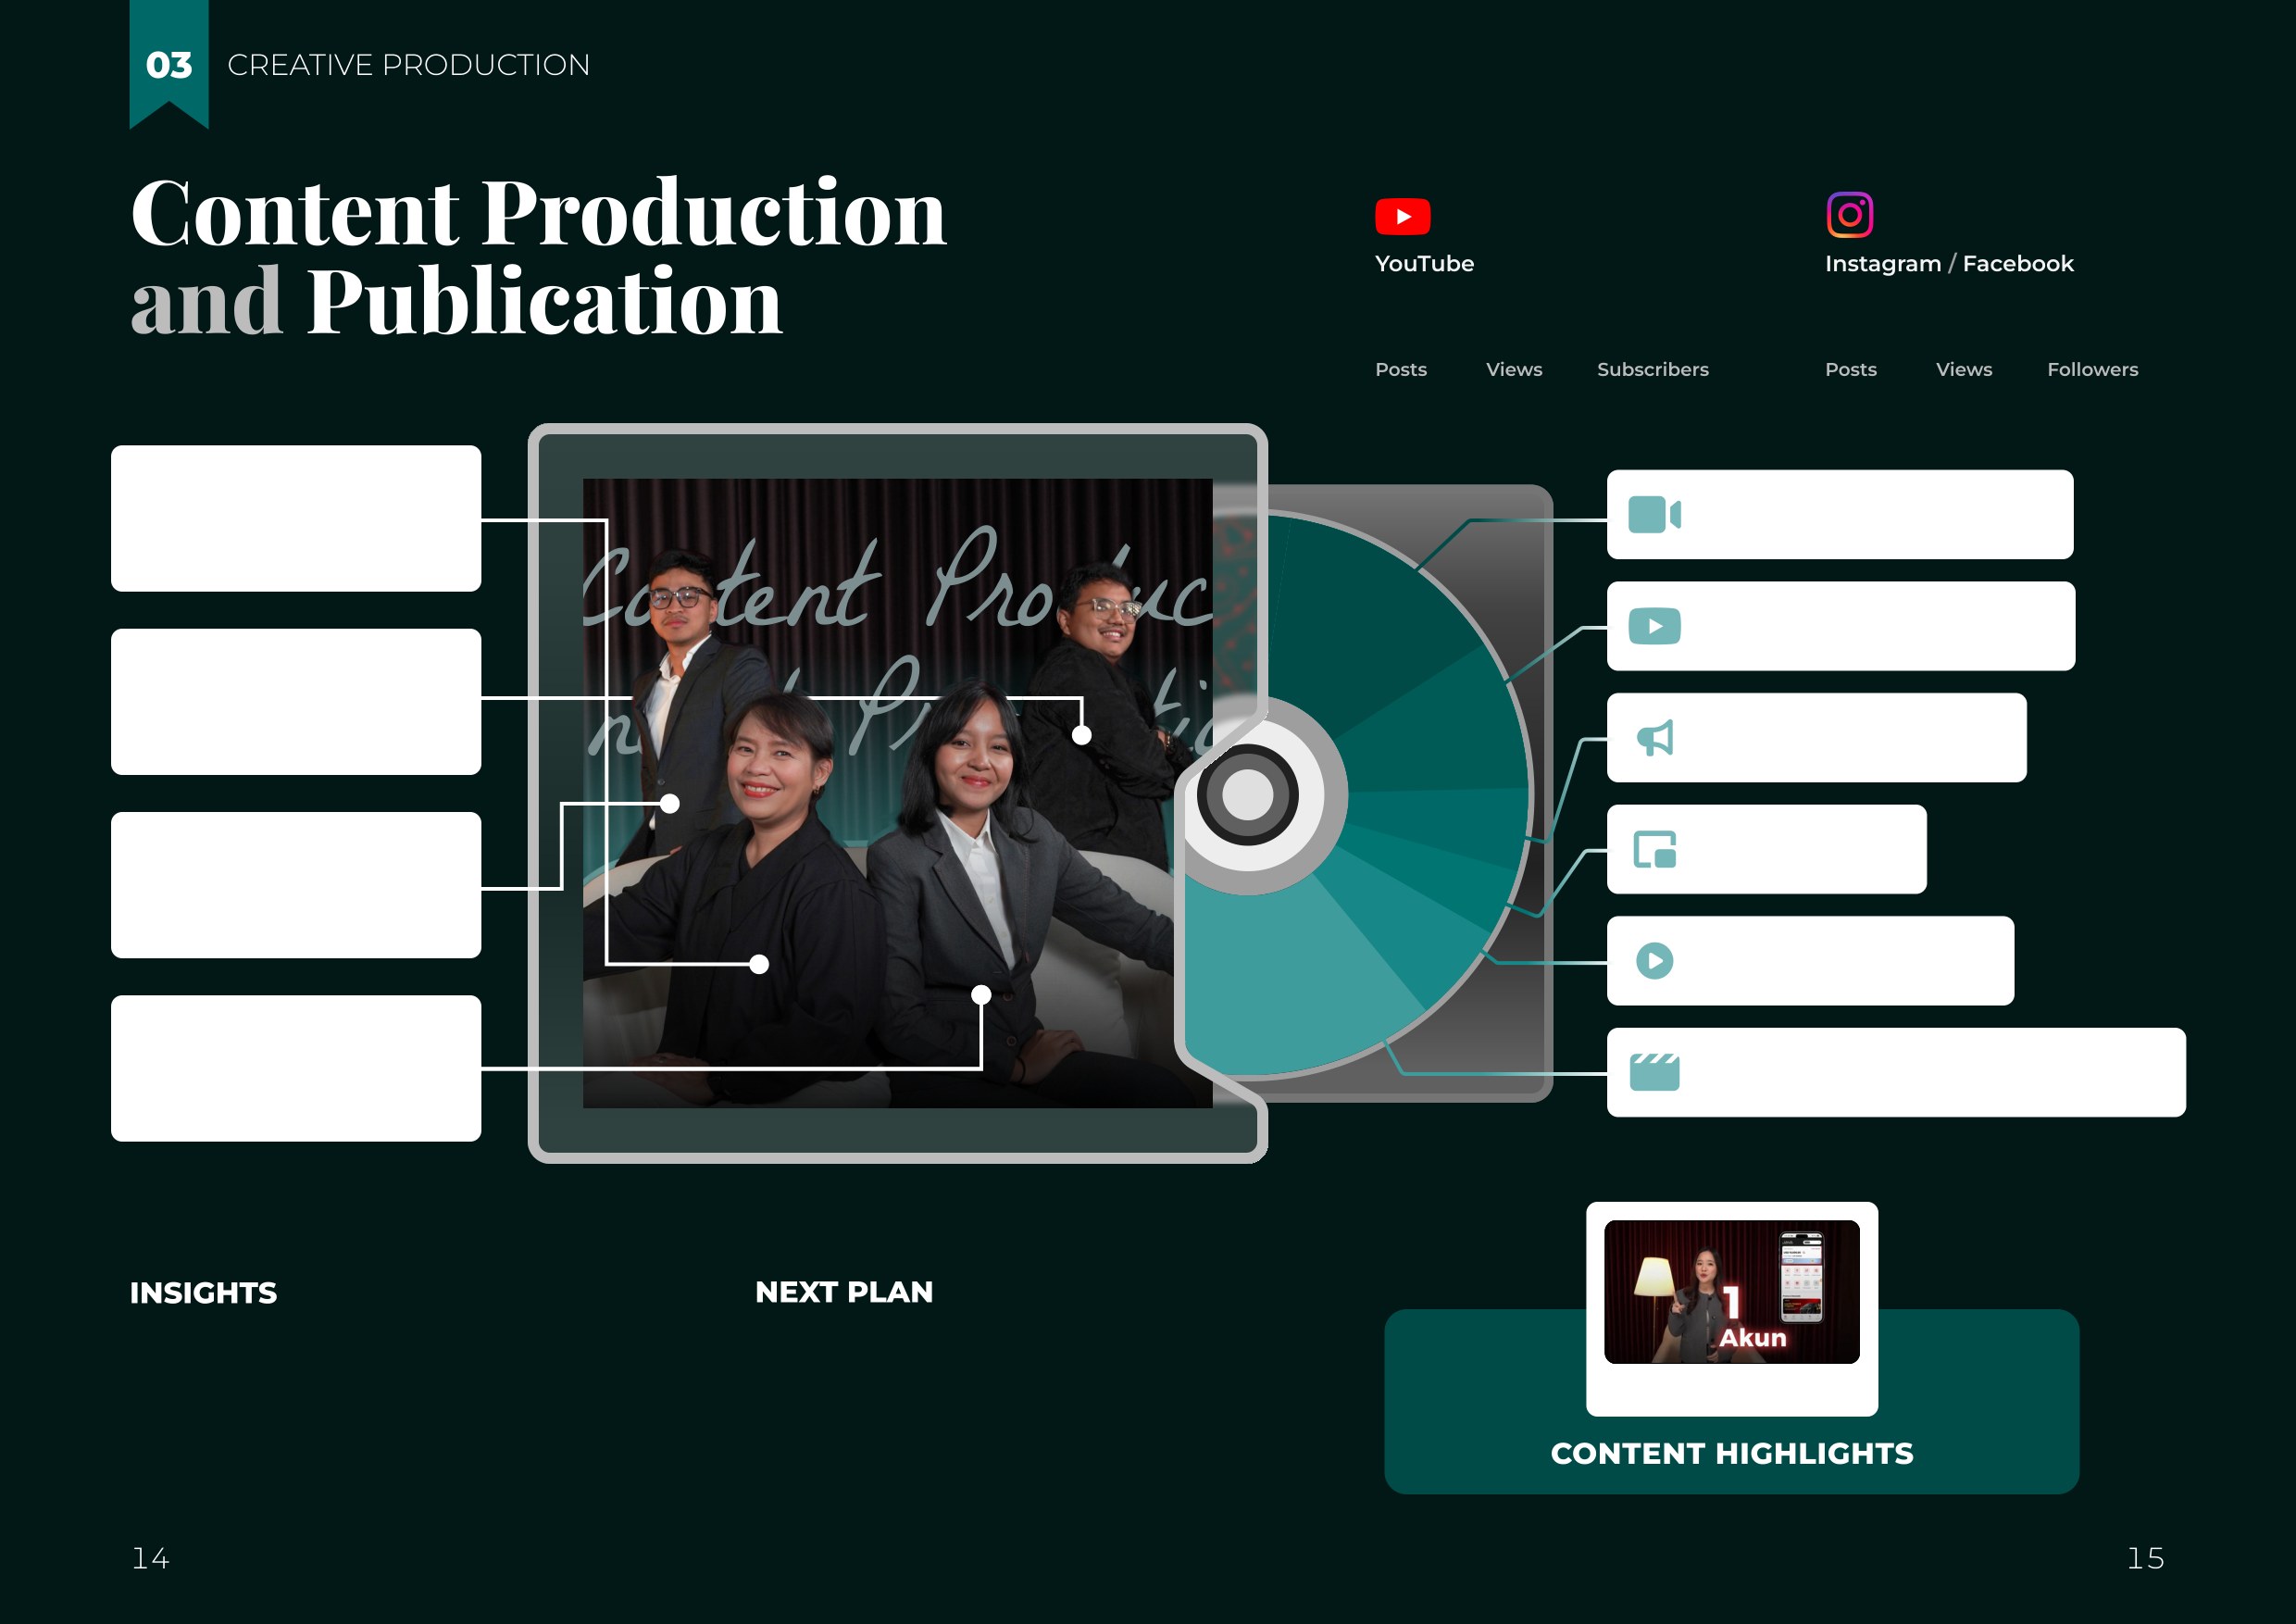 03 CREATIVE PRODUCTION
Content Production
and Publication
YouTube
Posts Views Subscribers
Instagram / Facebook
Posts Views Followers
INSIGHTS
NEXT PLAN
1
Akun
CONTENT HIGHLIGHTS
14
15